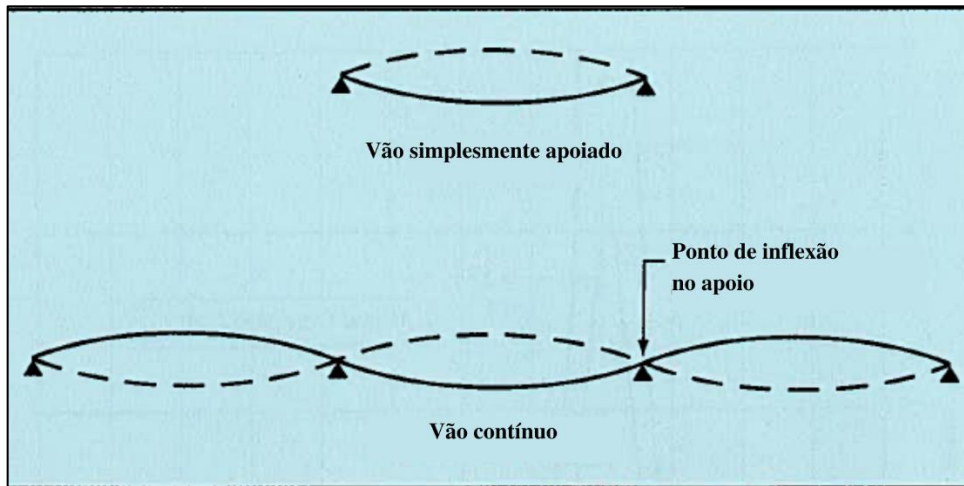 Vão simplesmente apoiado
Ponto de inflexão
no apoio
Vão contínuo